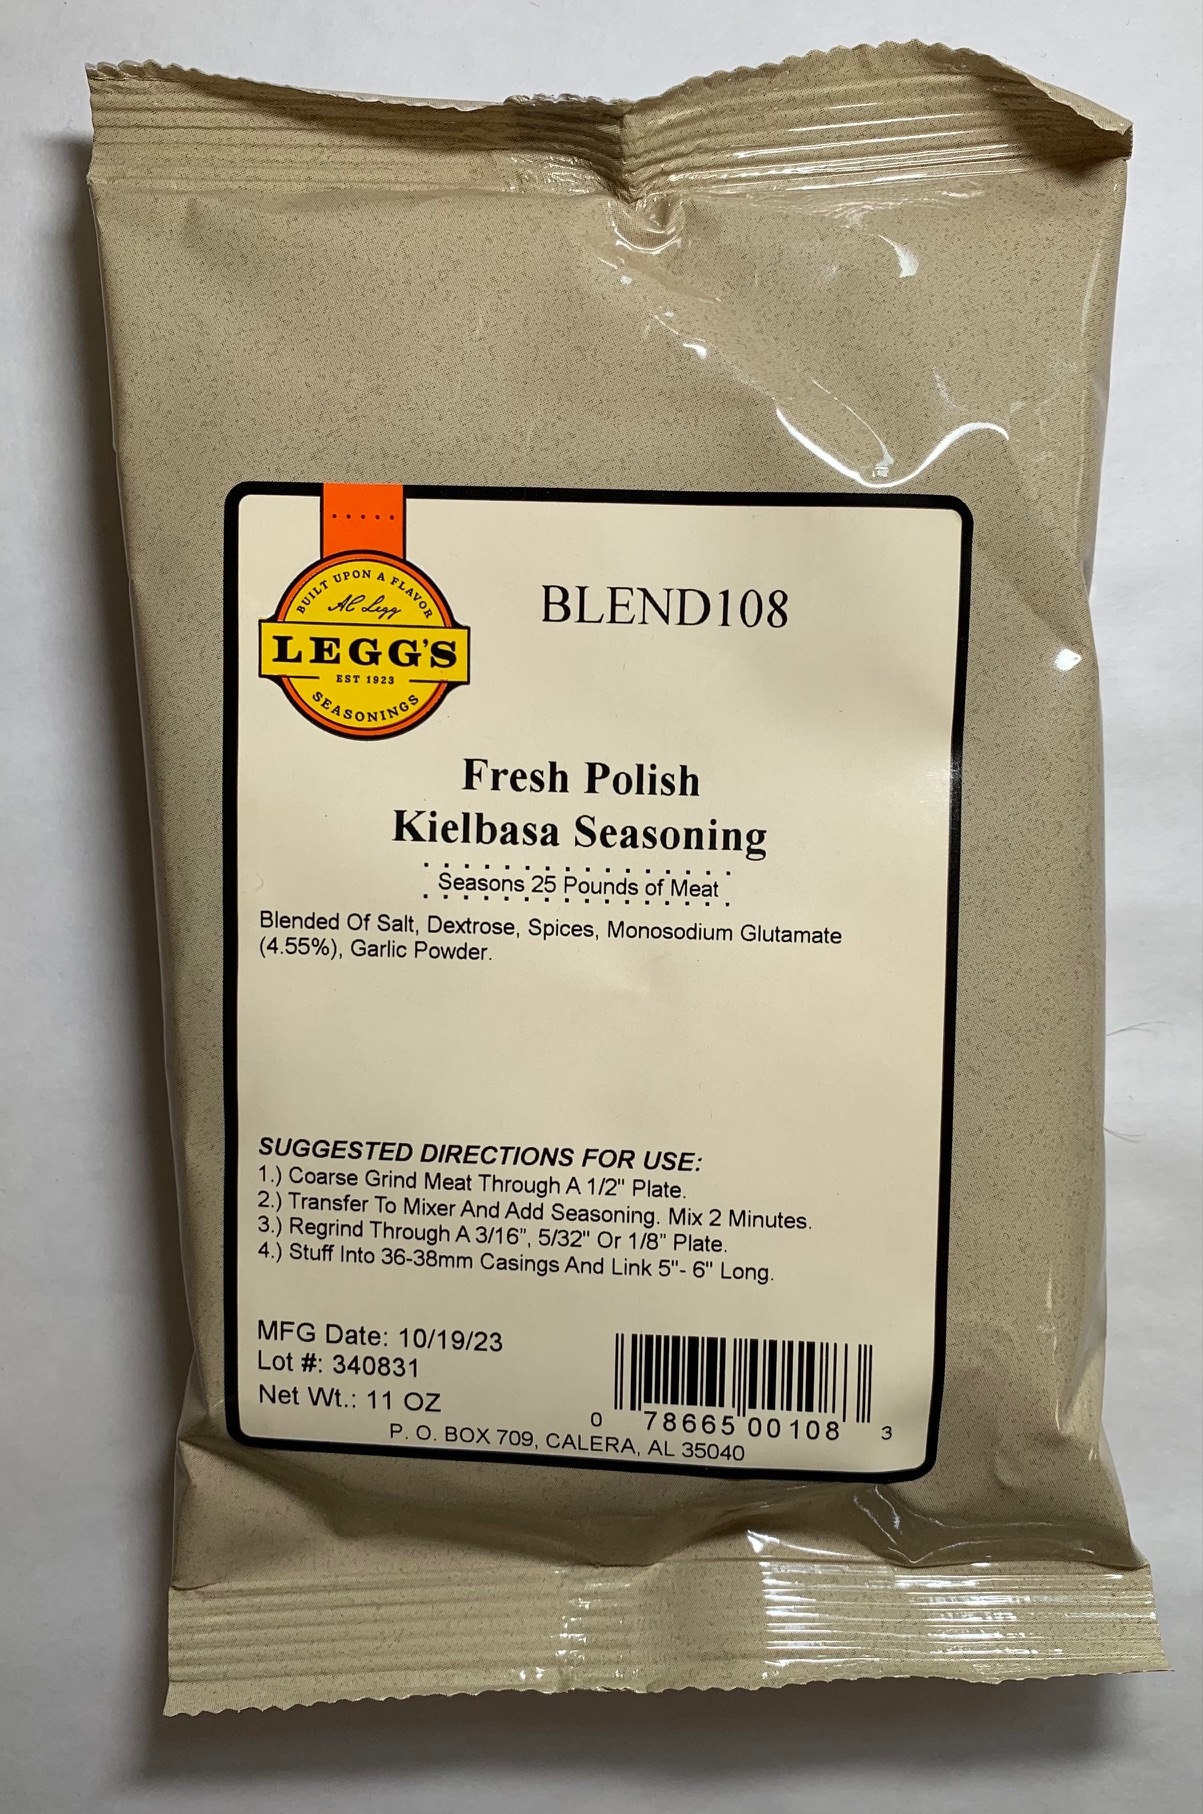 BUILT UPON A FLAVOR
Al Legg
LEGG'S
EST 1923
SEASONINGS
BLEND108
Fresh Polish
Kielbasa Seasoning
Seasons 25 Pounds of Meat
Blended Of Salt, Dextrose, Spices, Monosodium Glutamate
(4.55%), Garlic Powder.
SUGGESTED DIRECTIONS FOR USE:
1.) Coarse Grind Meat Through A 1/2" Plate.
2.) Transfer To Mixer And Add Seasoning. Mix 2 Minutes.
3.) Regrind Through A 3/16”, 5/32" Or 1/8” Plate.
4.) Stuff Into 36-38mm Casings And Link 5"- 6" Long.
MFG Date: 10/19/23
Lot #: 340831
Net Wt.: 11 OZ
0 78665 00108 3
P. O. BOX 709, CALERA, AL 35040